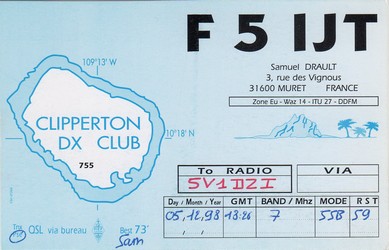 F 5 IJT
Samuel DRAULT
3, rue des Vignous
31600 MURET FRANCE
Zone Eu - Waz 14 - ITU 27 - DDFM
109°13' W
CLIPPERTON
DX CLUB
755
10°18 N
To RADIO VIA
5V1DZI
Day / Month / Year GMT BAND / Mhz MODE RST
05,12,98 13:26 7 SSB 59
QSL via bureau Best 73'
Sam